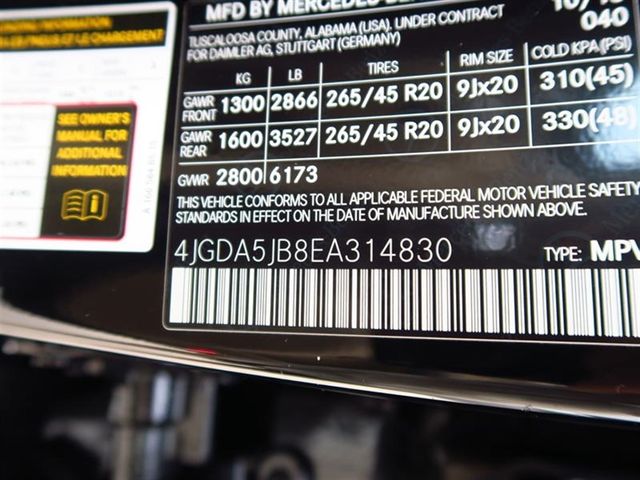 MFD BY MERCEDES
TUSCALOOSA COUNTY, ALABAMA (USA). UNDER CONTRACT
040
FOR DAIMLER AG, STUTTGART (GERMANY)
KG LB TIRES RIM SIZE COLD KPA (PSI)
GAWR FRONT 1300 2866 265/45 R20 9Jx20 310(45)
GAWR REAR 1600 3527 265/45 R20 9Jx20 330(48)
GVWR 2800 6173
THIS VEHICLE CONFORMS TO ALL APPLICABLE FEDERAL MOTOR VEHICLE SAFETY
STANDARDS IN EFFECT ON THE DATE OF MANUFACTURE SHOWN ABOVE.
4JGDA5JB8EA314830 TYPE: MPV
SEE OWNER'S
MANUAL FOR
ADDITIONAL
INFORMATION